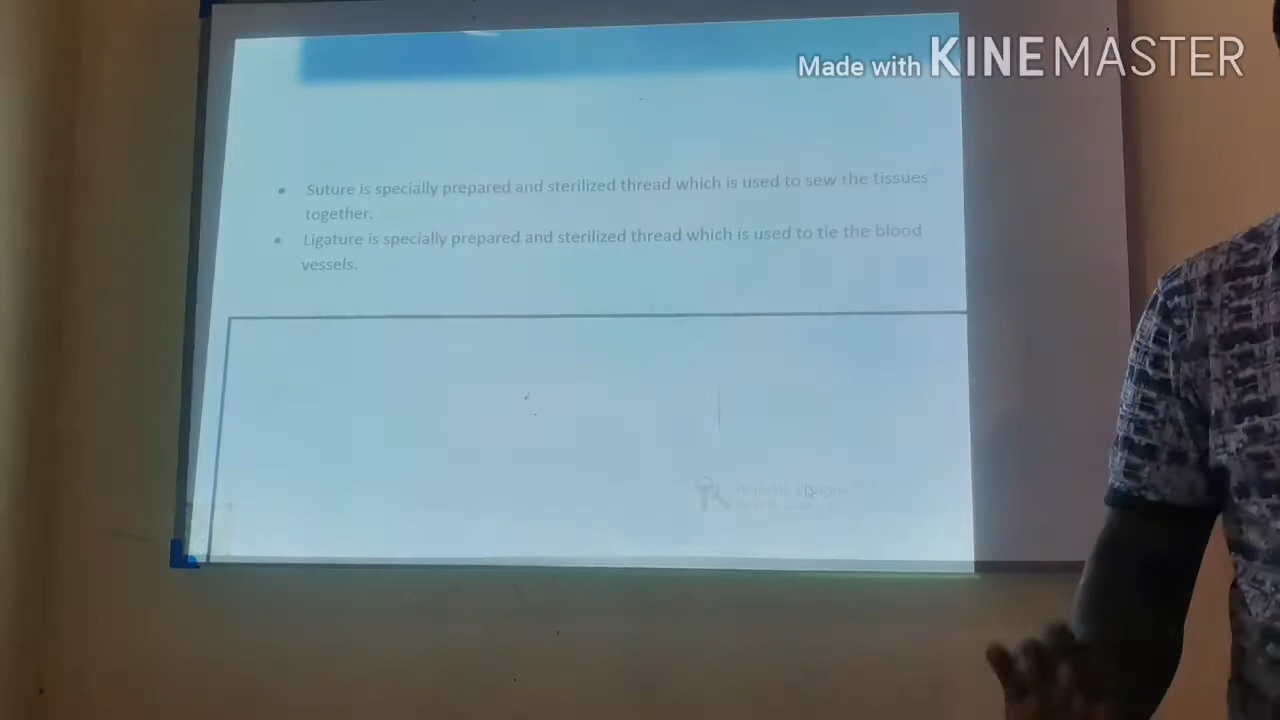 Made with KINEMASTER
• Suture is specially prepared and sterilized thread which is used to sew the tissues
together.
• Ligature is specially prepared and sterilized thread which is used to tie the blood
vessels.